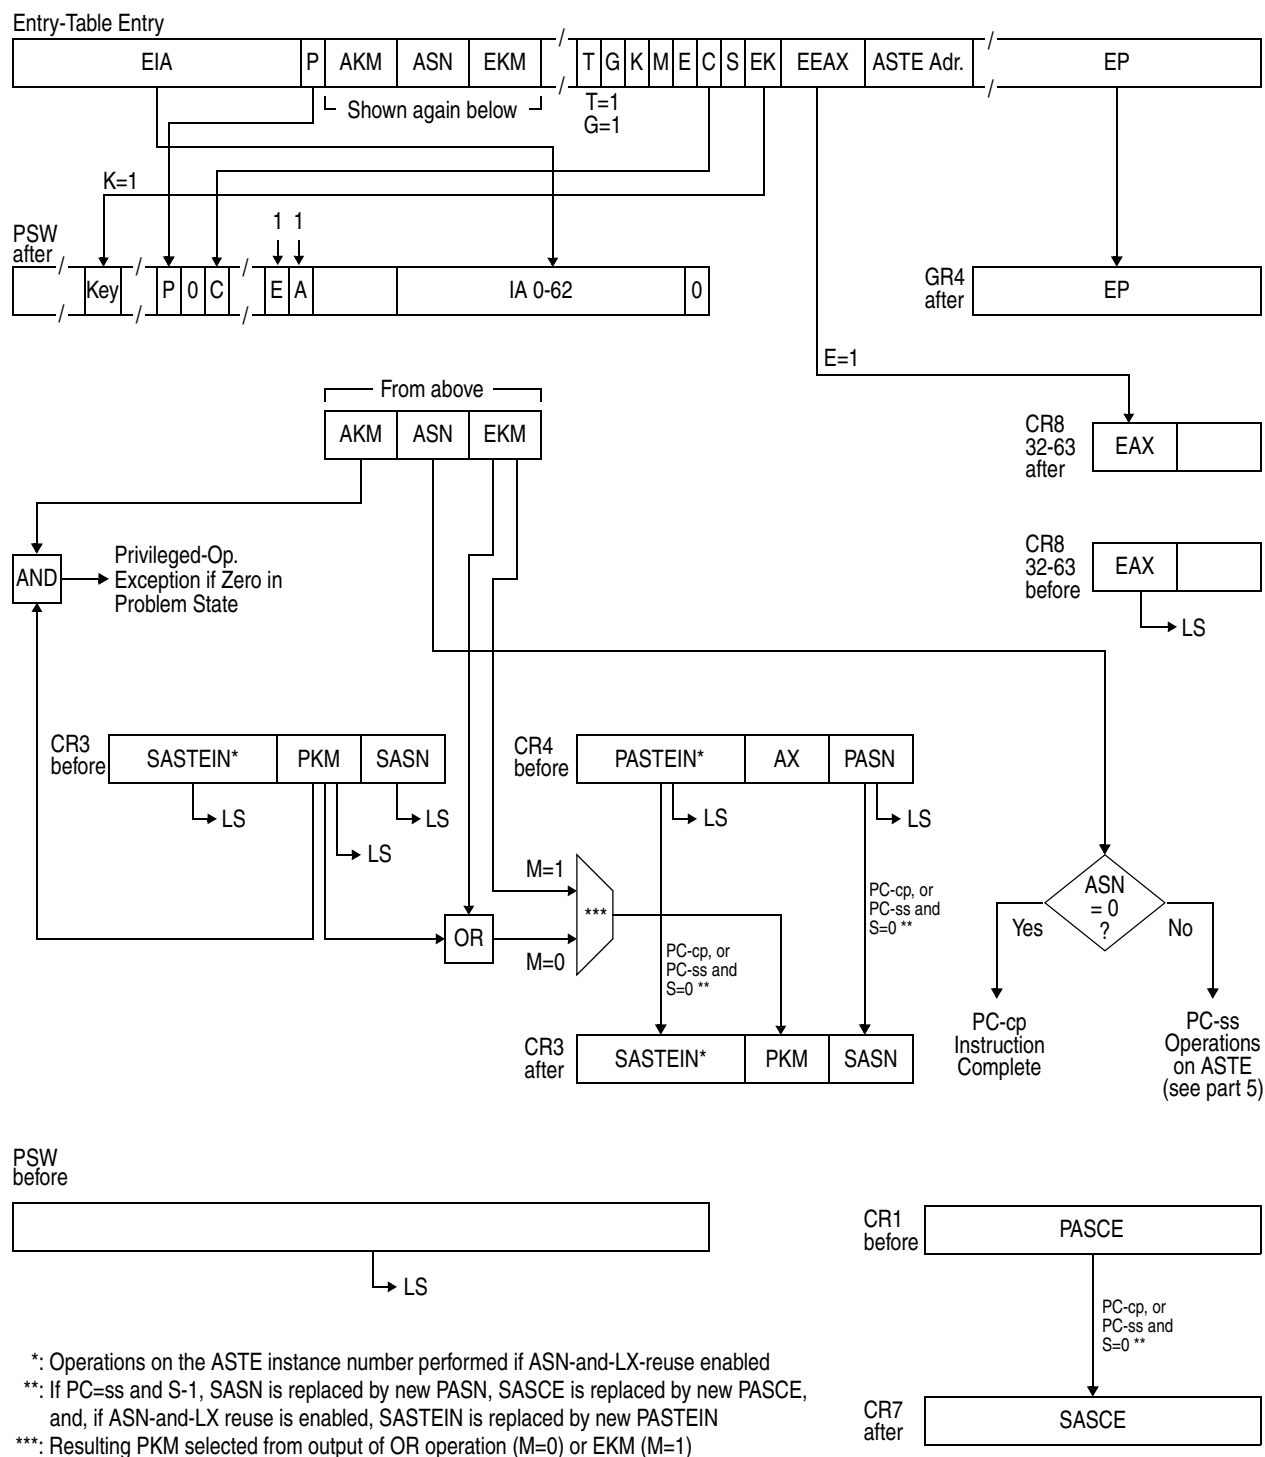 Entry-Table Entry
EIA P AKM ASN EKM / T G K M E C S EK EEAX ASTE Adr. / EP
/ /
Shown again below
T=1
G=1
K=1
1 1
PSW
after
/ / /
Key P 0 C E A IA 0-62 0
/ / /
GR4
after
EP
E=1
From above
AKM ASN EKM
CR8
32-63
after
EAX
AND
Privileged-Op.
Exception if Zero in
Problem State
CR8
32-63
before
EAX
LS
CR3
before
SASTEIN* PKM SASN
LS
LS
LS
CR4
before
PASTEIN* AX PASN
LS
LS
M=1
***
OR
M=0
PC-cp, or
PC-ss and
S=0 **
PC-cp, or
PC-ss and
S=0 **
ASN
= 0
?
Yes
No
CR3
after
SASTEIN* PKM SASN
PC-cp
Instruction
Complete
PC-ss
Operations
on ASTE
(see part 5)
PSW
before
LS
CR1
before
PASCE
PC-cp, or
PC-ss and
S=0 **
CR7
after
SASCE
*: Operations on the ASTE instance number performed if ASN-and-LX-reuse enabled
**: If PC=ss and S-1, SASN is replaced by new PASN, SASCE is replaced by new PASCE,
and, if ASN-and-LX reuse is enabled, SASTEIN is replaced by new PASTEIN
***: Resulting PKM selected from output of OR operation (M=0) or EKM (M=1)